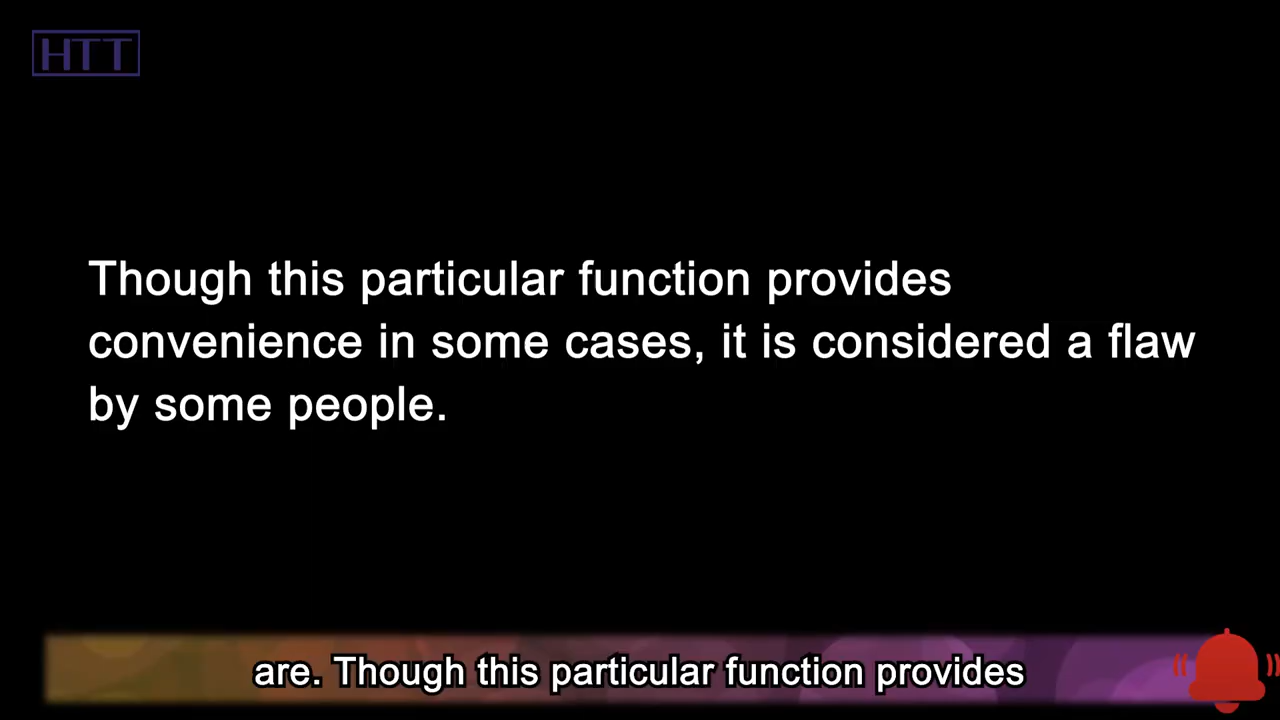 HTT
Though this particular function provides
convenience in some cases, it is considered a flaw
by some people.
are. Though this particular function provides